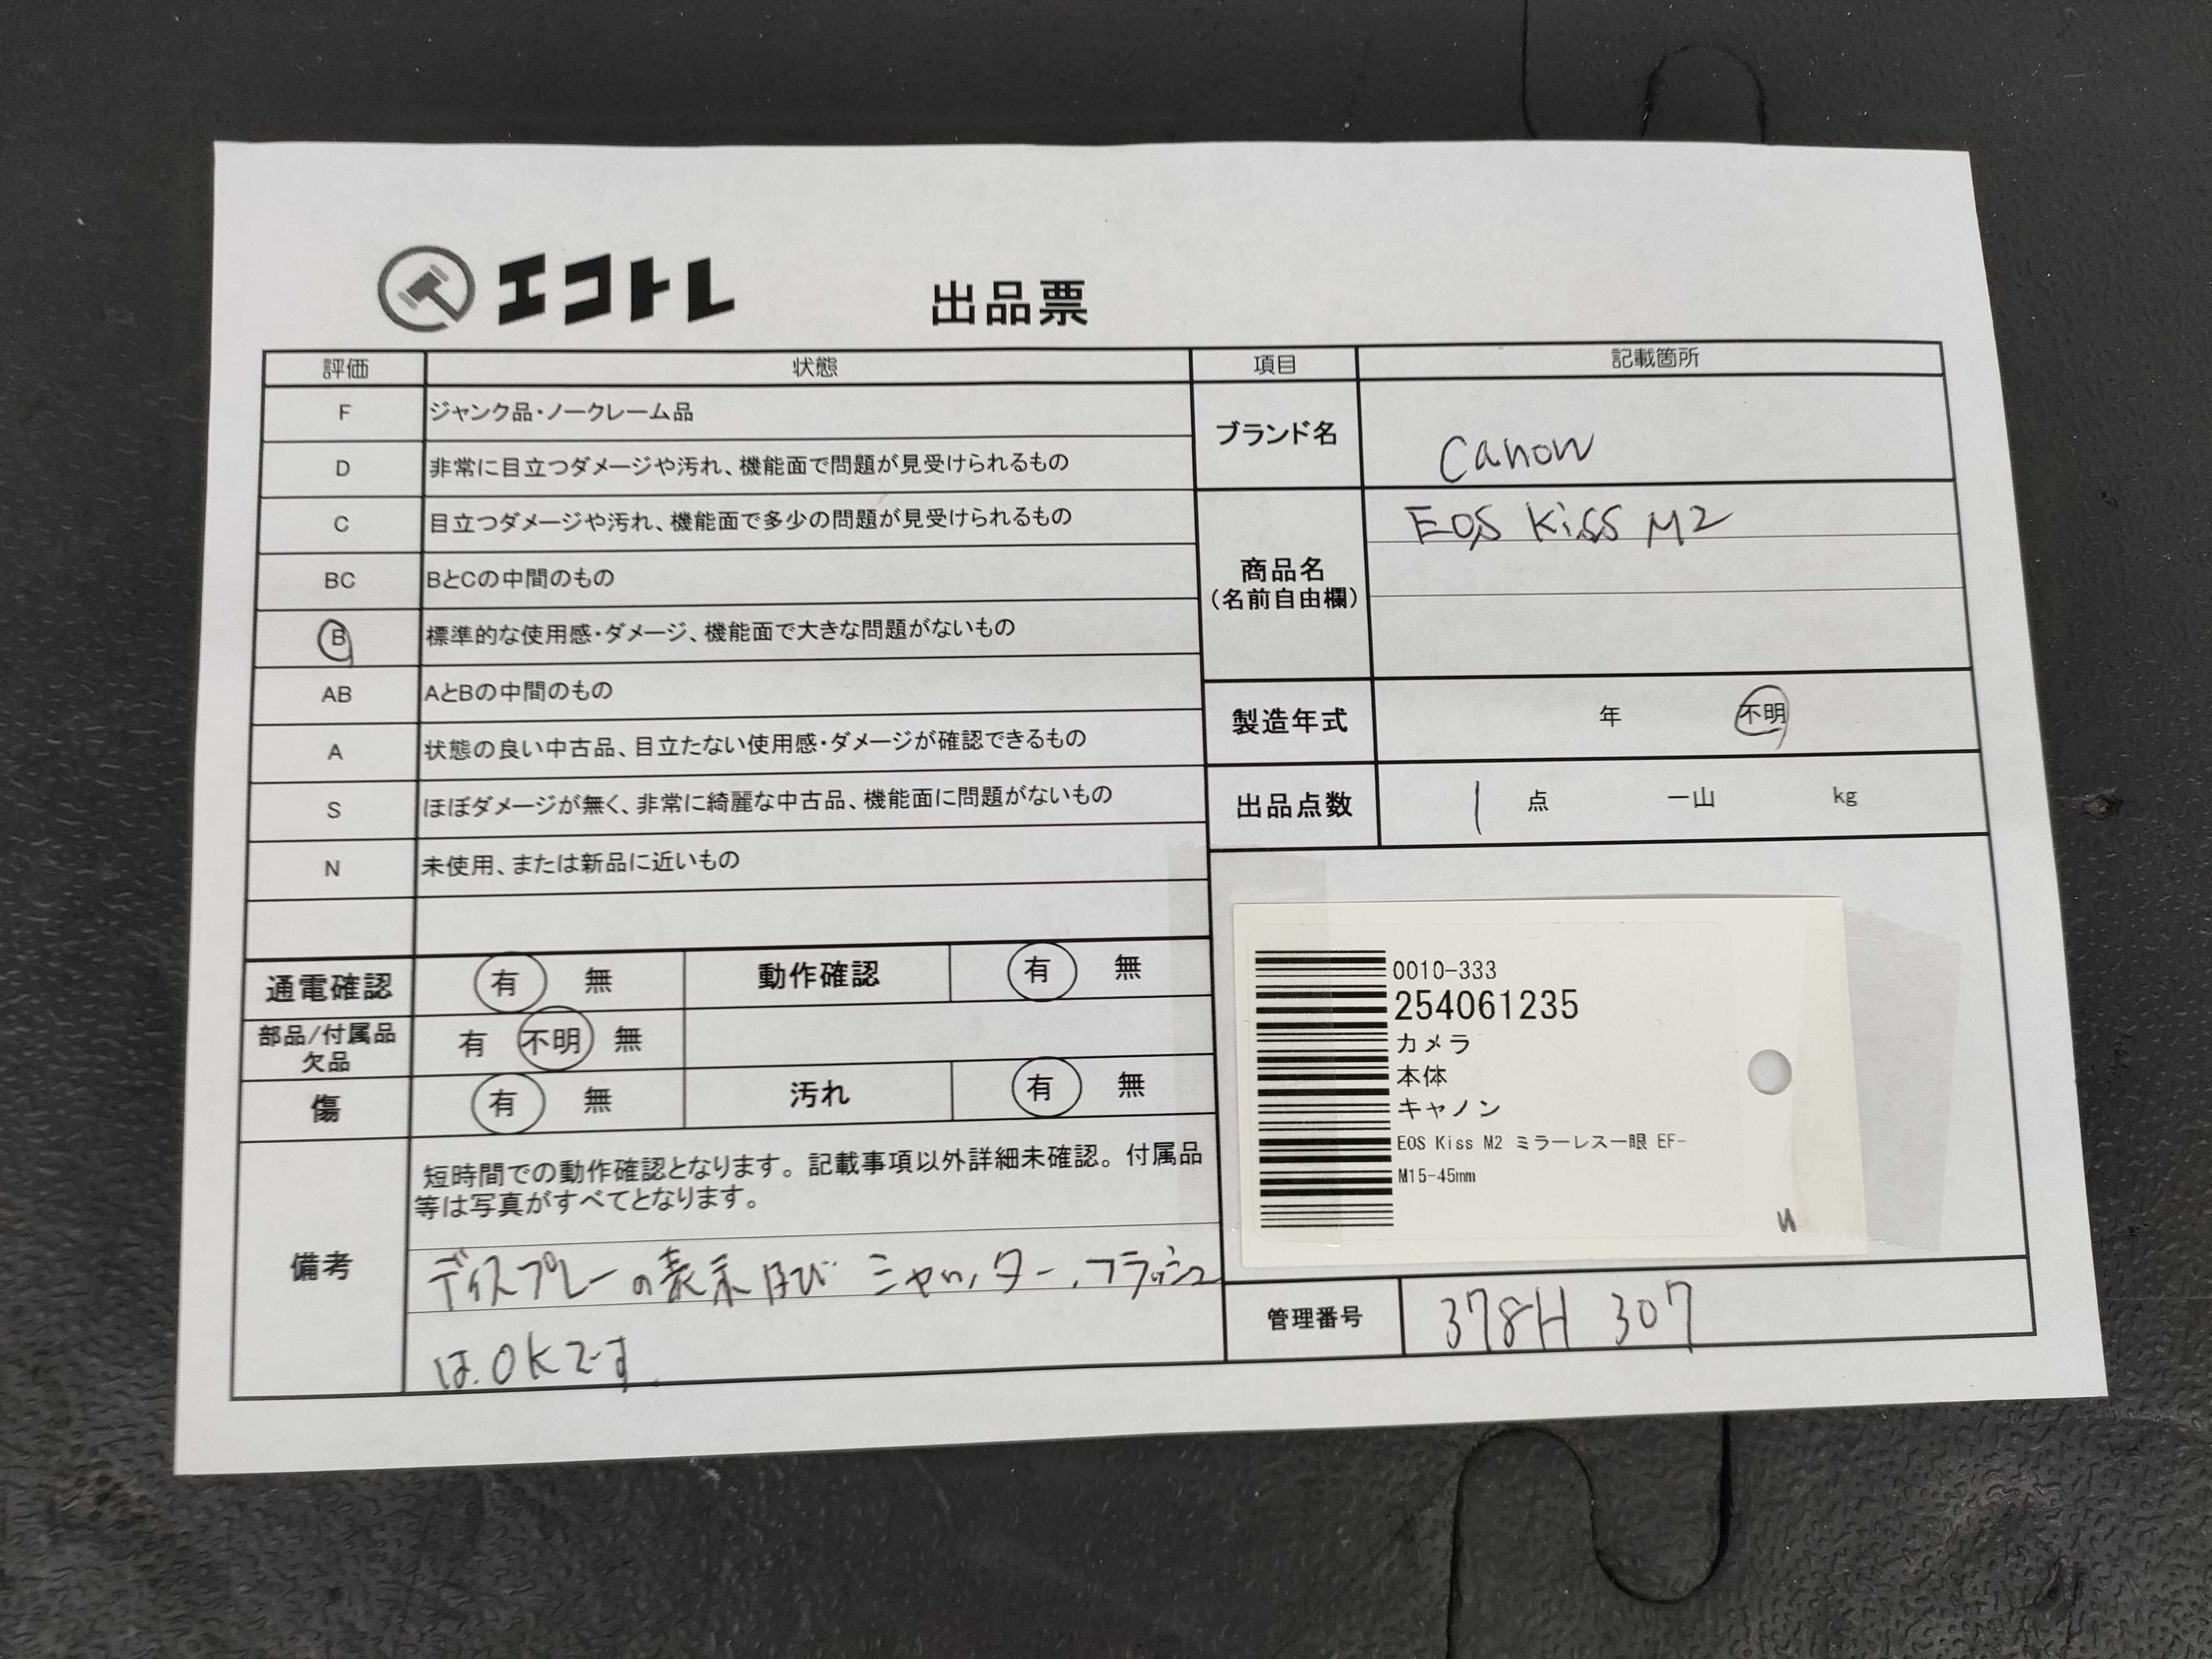 エコトレ
出品票
評価 状態
F ジャンク品・ノークレーム品
D 非常に目立つダメージや汚れ、機能面で問題が見受けられるもの
C 目立つダメージや汚れ、機能面で多少の問題が見受けられるもの
BC BとCの中間のもの
B 標準的な使用感・ダメージ、機能面で大きな問題がないもの
AB AとBの中間のもの
A 状態の良い中古品、目立たない使用感・ダメージが確認できるもの
S ほぼダメージが無く、非常に綺麗な中古品、機能面に問題がないもの
N 未使用、または新品に近いもの
通電確認 有 無 動作確認 有 無
部品/付属品
欠品
有 不明 無
傷 有 無 汚れ 有 無
備考
短時間での動作確認となります。記載事項以外詳細未確認。付属品
等は写真がすべてとなります。
ディスプレーの表示及び シャッター、フラッシュ
は、OKです
項目 記載箇所
ブランド名 Canon
商品名
(名前自由欄)
EOS Kiss M2
製造年式 年 不明
出品点数 1 点 一山 kg
0010-333
254061235
カメラ
本体
キャノン
EOS Kiss M2 ミラーレス一眼 EF-
M15-45mm
管理番号 378H 307